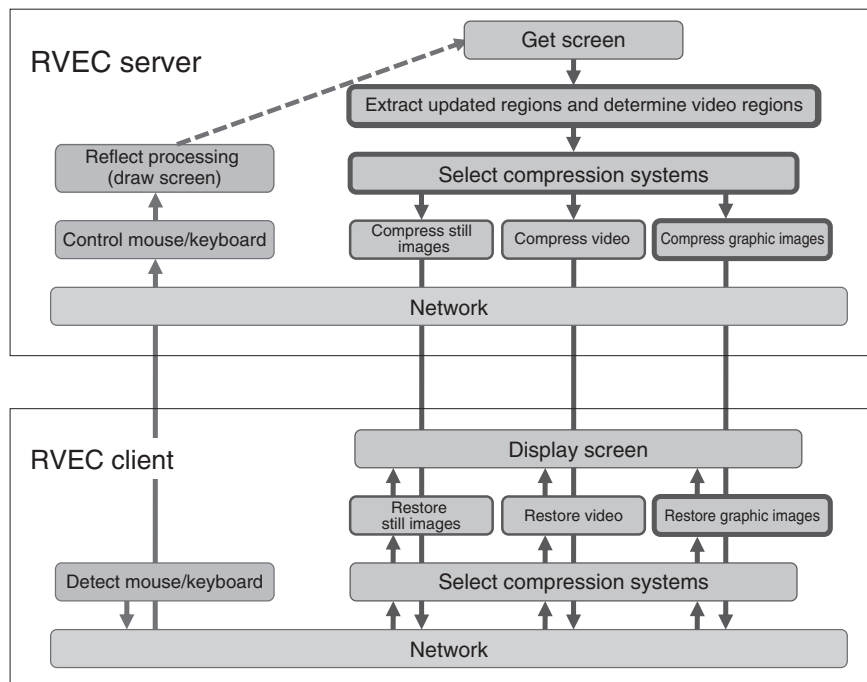 RVEC server
Get screen
Extract updated regions and determine video regions
Reflect processing
(draw screen)
Select compression systems
Control mouse/keyboard
Compress still
images
Compress video
Compress graphic images
Network
RVEC client
Display screen
Restore
still images
Restore video
Restore graphic images
Detect mouse/keyboard
Select compression systems
Network